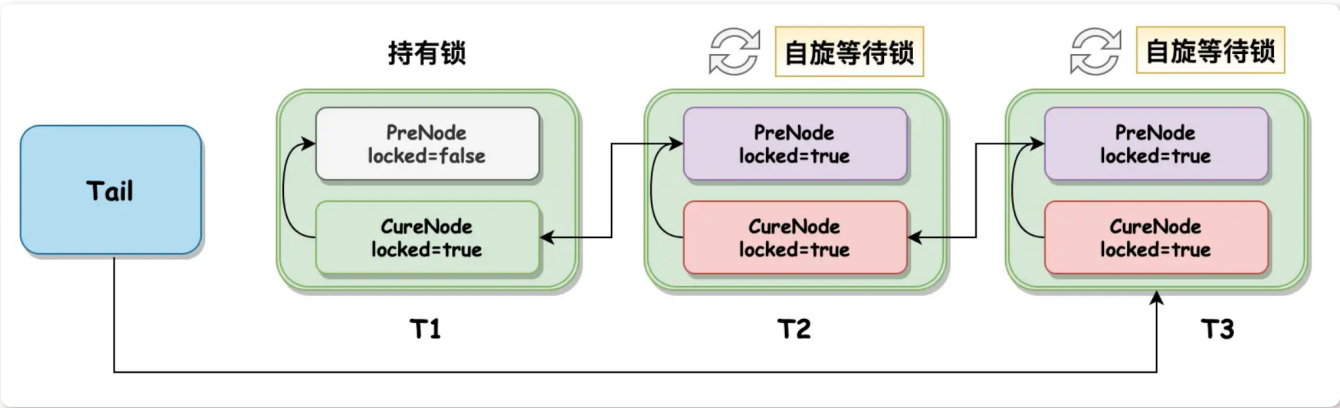 持有锁
自旋等待锁
自旋等待锁
Tail
PreNode
locked=false
CureNode
locked=true
T1
PreNode
locked=true
CureNode
locked=true
T2
PreNode
locked=true
CureNode
locked=true
T3